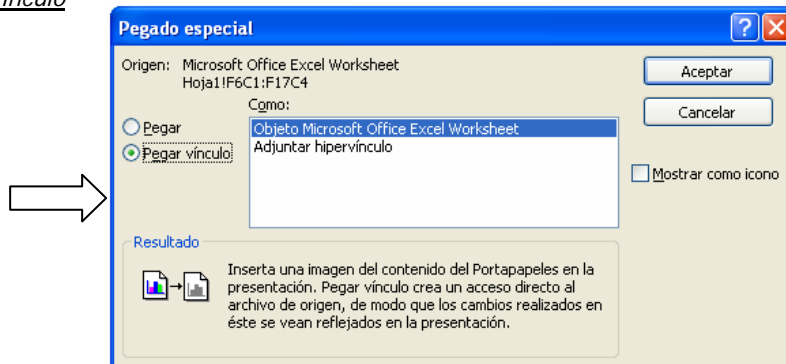 Pegado especial
Origen: Microsoft Office Excel Worksheet
Hoja1!F6C1:F17C4
Como:
Pegar
Pegar vínculo
Objeto Microsoft Office Excel Worksheet
Adjuntar hipervínculo
Aceptar
Cancelar
Mostrar como icono
Resultado
Inserta una imagen del contenido del Portapapeles en la
presentación. Pegar vínculo crea un acceso directo al
archivo de origen, de modo que los cambios realizados en
éste se vean reflejados en la presentación.